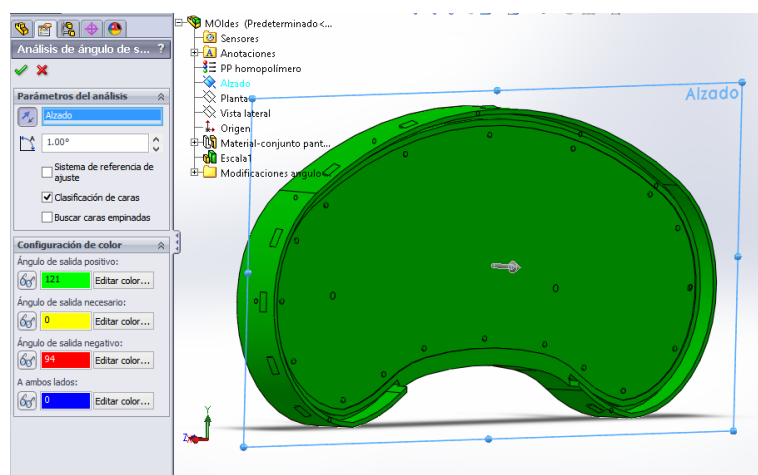 Análisis de ángulo de s... ?
Parámetros del análisis
Alzado
1.00°
Sistema de referencia de
ajuste
Clasificación de caras
Buscar caras empinadas
Configuración de color
Ángulo de salida positivo:
121
Editar color...
Ángulo de salida necesario:
0
Editar color...
Ángulo de salida negativo:
94
Editar color...
A ambos lados:
0
Editar color...
MOldes (Predeterminado<...
Sensores
A Anotaciones
PP homopolímero
Alzado
Planta
Vista lateral
Origen
Material-conjunto pant...
Escala1
Modificaciones angulo
Alzado
Y
Z